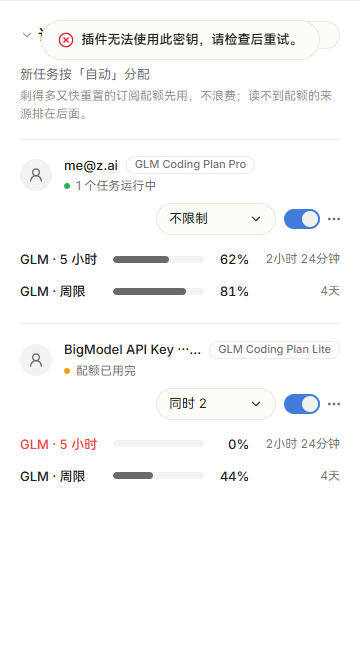 插件无法使用此密钥，请检查后重试。
新任务按「自动」分配
剩得多又快重置的订阅配额先用，不浪费；读不到配额的来
源排在后面。
me@z.ai GLM Coding Plan Pro
1 个任务运行中
不限制
GLM · 5 小时 62% 2小时 24分钟
GLM · 周限 81% 4天
BigModel API Key ···... GLM Coding Plan Lite
配额已用完
同时 2
GLM · 5 小时 0% 2小时 24分钟
GLM · 周限 44% 4天